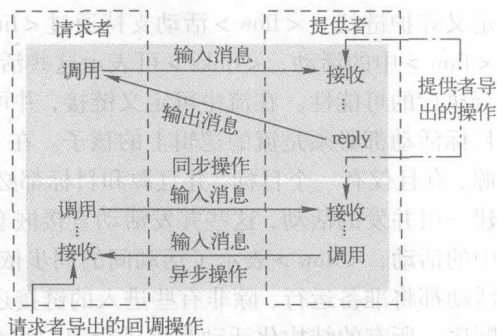 请求者
提供者
输入消息
调用
接收
提供者导
出的操作
输出消息
reply
同步操作
输入消息
调用
接收
⋮
⋮
输入消息
接收
调用
异步操作
请求者导出的回调操作